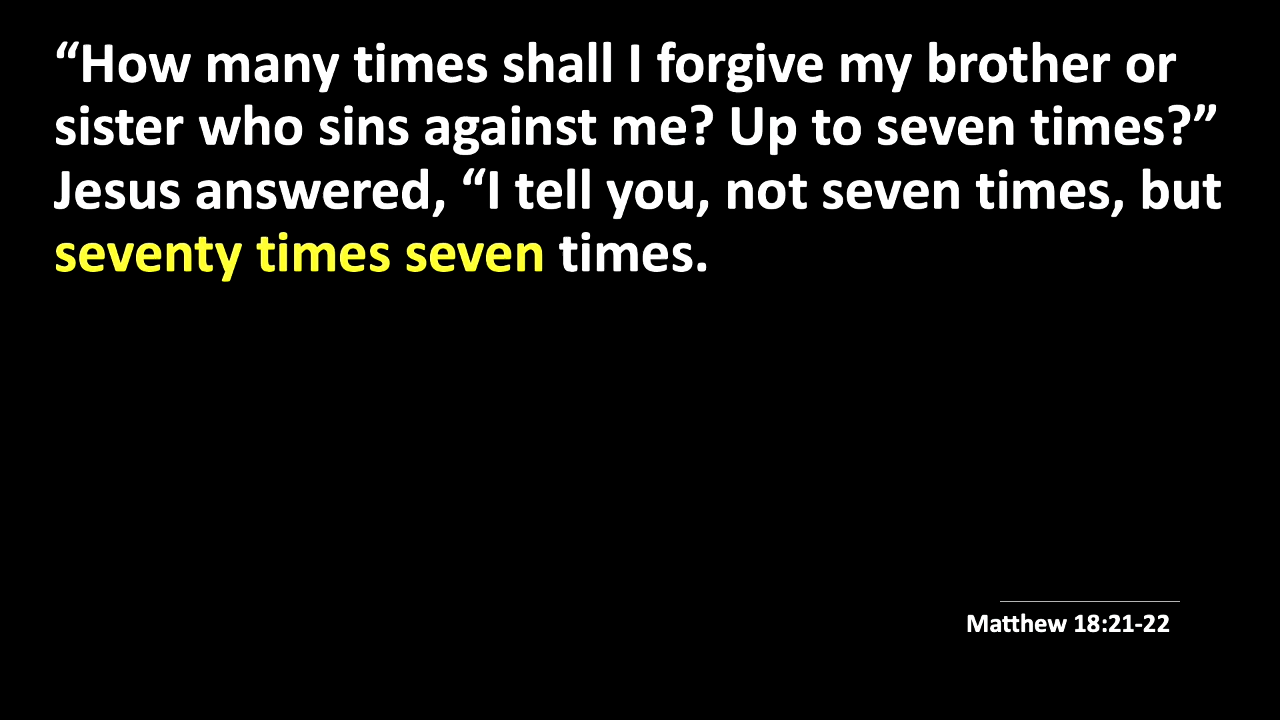 “How many times shall I forgive my brother or
sister who sins against me? Up to seven times?”
Jesus answered, “I tell you, not seven times, but
seventy times seven times.
Matthew 18:21-22